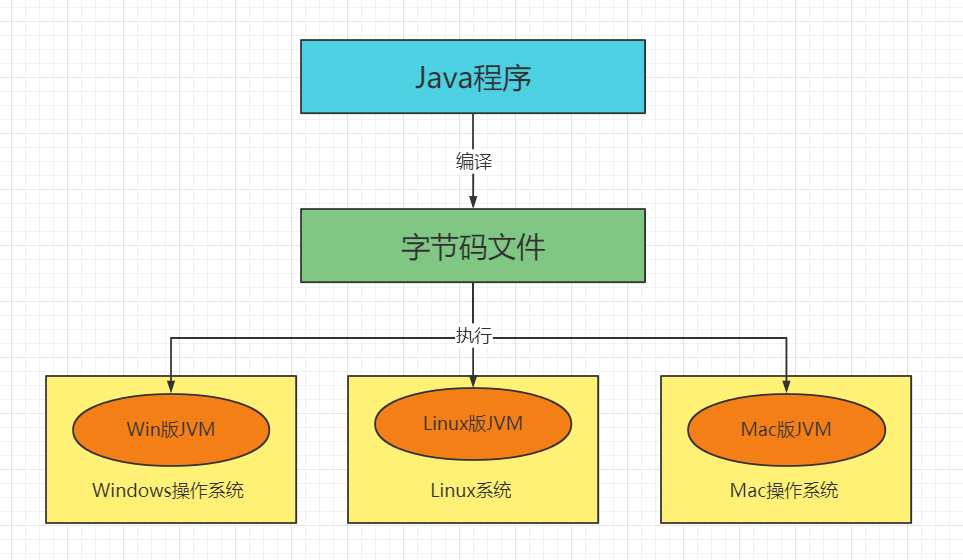 Java程序
编译
字节码文件
执行
Win版JVM
Linux版JVM
Mac版JVM
Windows操作系统
Linux系统
Mac操作系统